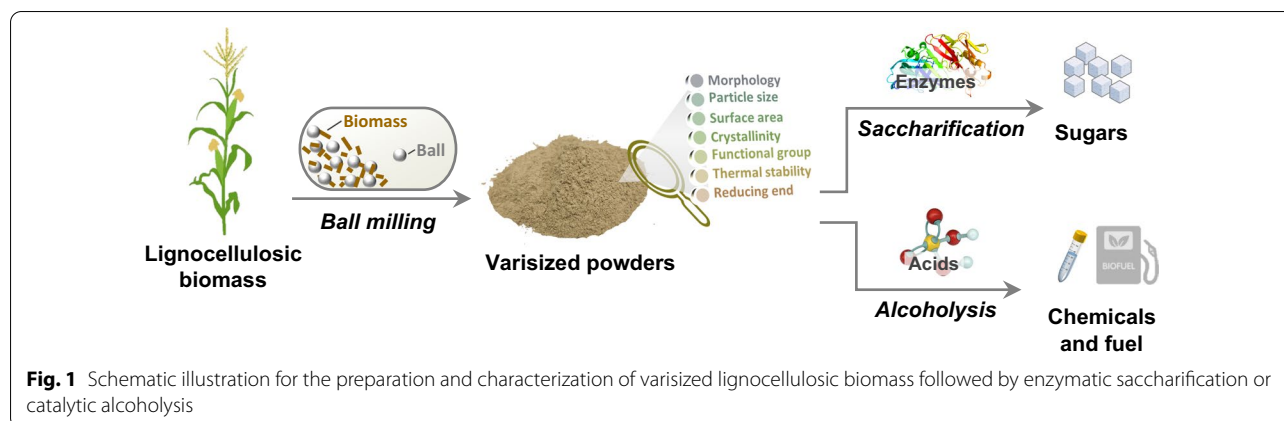 Lignocellulosic
biomass
Biomass
Ball
Ball milling
Varisized powders
Morphology
Particle size
Surface area
Crystallinity
Functional group
Thermal stability
Reducing end
Enzymes
Saccharification
Sugars
Acids
Alcoholysis
BIOFUEL
Chemicals
and fuel
Fig. 1 Schematic illustration for the preparation and characterization of varisized lignocellulosic biomass followed by enzymatic saccharification or
catalytic alcoholysis